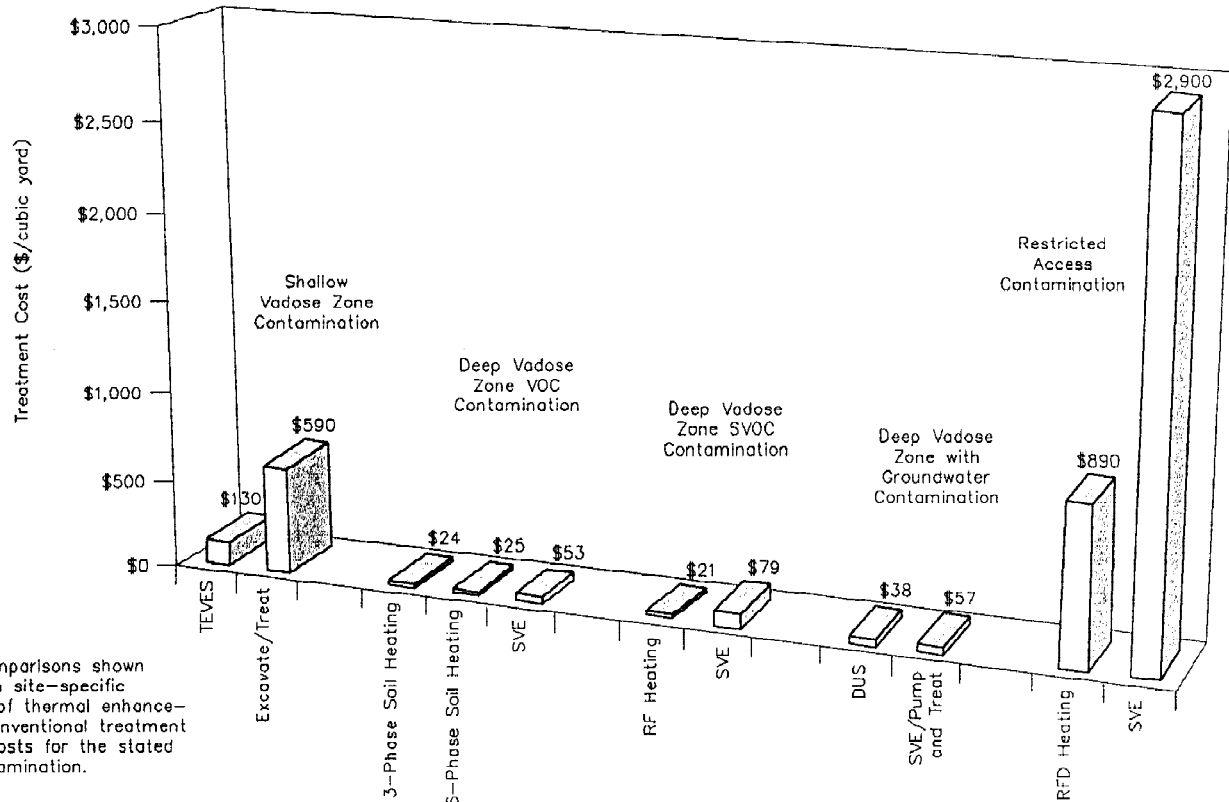 $3,000
$2,500
$2,000
$1,500
$1,000
$500
$0
Treatment Cost ($/cubic yard)
Shallow
Vadose Zone
Contamination
$130
$590
TEVES
Excavate/Treat
Deep Vadose
Zone VOC
Contamination
$24
$25
$53
3-Phase Soil Heating
6-Phase Soil Heating
SVE
Deep Vadose
Zone SVOC
Contamination
$21
$79
RF Heating
SVE
Deep Vadose
Zone with
Groundwater
Contamination
$38
$57
DUS
SVE/Pump
and Treat
Restricted
Access
Contamination
$890
$2,900
RFD Heating
SVE
mparisons shown
site-specific
of thermal enhance-
nventional treatment
osts for the stated
amination.